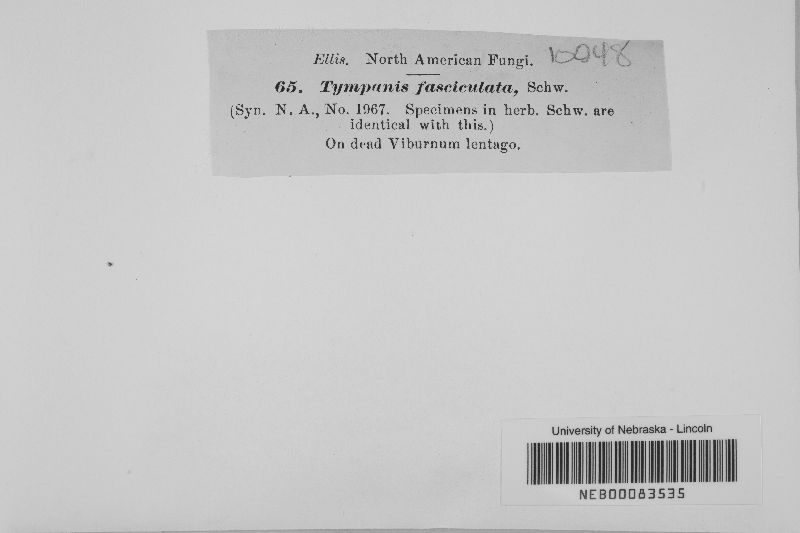 Ellis. North American Fungi. 10048
65. Tympanis fasciculata, Schw.
(Syn. N. A., No. 1967. Specimens in herb. Schw. are
identical with this.)
On dead Viburnum lentago.
University of Nebraska - Lincoln
NEB00083535